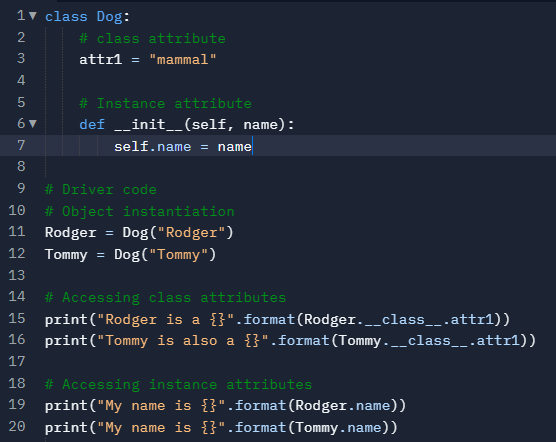 1 class Dog:
2     # class attribute
3     attr1 = "mammal"
4
5     # Instance attribute
6     def __init__(self, name):
7         self.name = name
8
9 # Driver code
10 # Object instantiation
11 Rodger = Dog("Rodger")
12 Tommy = Dog("Tommy")
13
14 # Accessing class attributes
15 print("Rodger is a {}".format(Rodger.__class__.attr1))
16 print("Tommy is also a {}".format(Tommy.__class__.attr1))
17
18 # Accessing instance attributes
19 print("My name is {}".format(Rodger.name))
20 print("My name is {}".format(Tommy.name))